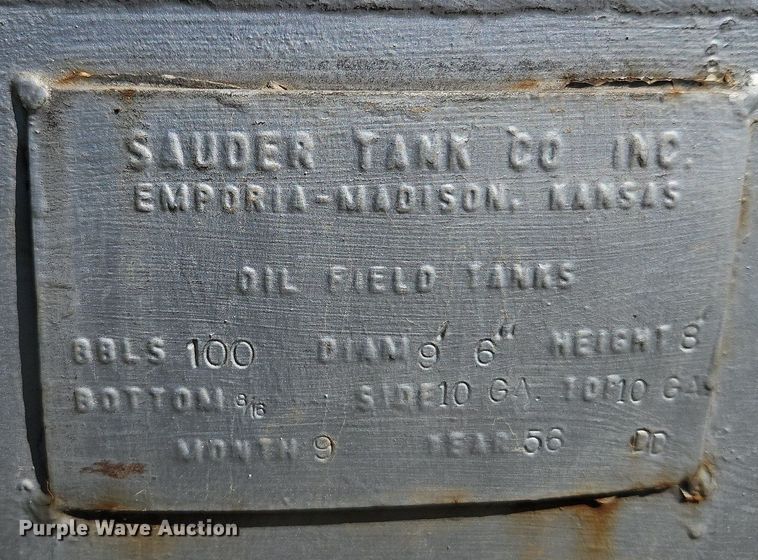 SAUDER TANK CO INC.
EMPORIA-MADISON, KANSAS
OIL FIELD TANKS
BBLS 100 DIAM 9' 6" HEIGHT 8'
BOTTOM 3/16 SIDE 10 GA. TOP 10 GA.
MONTH 9 YEAR 56 DD
Purple Wave Auction